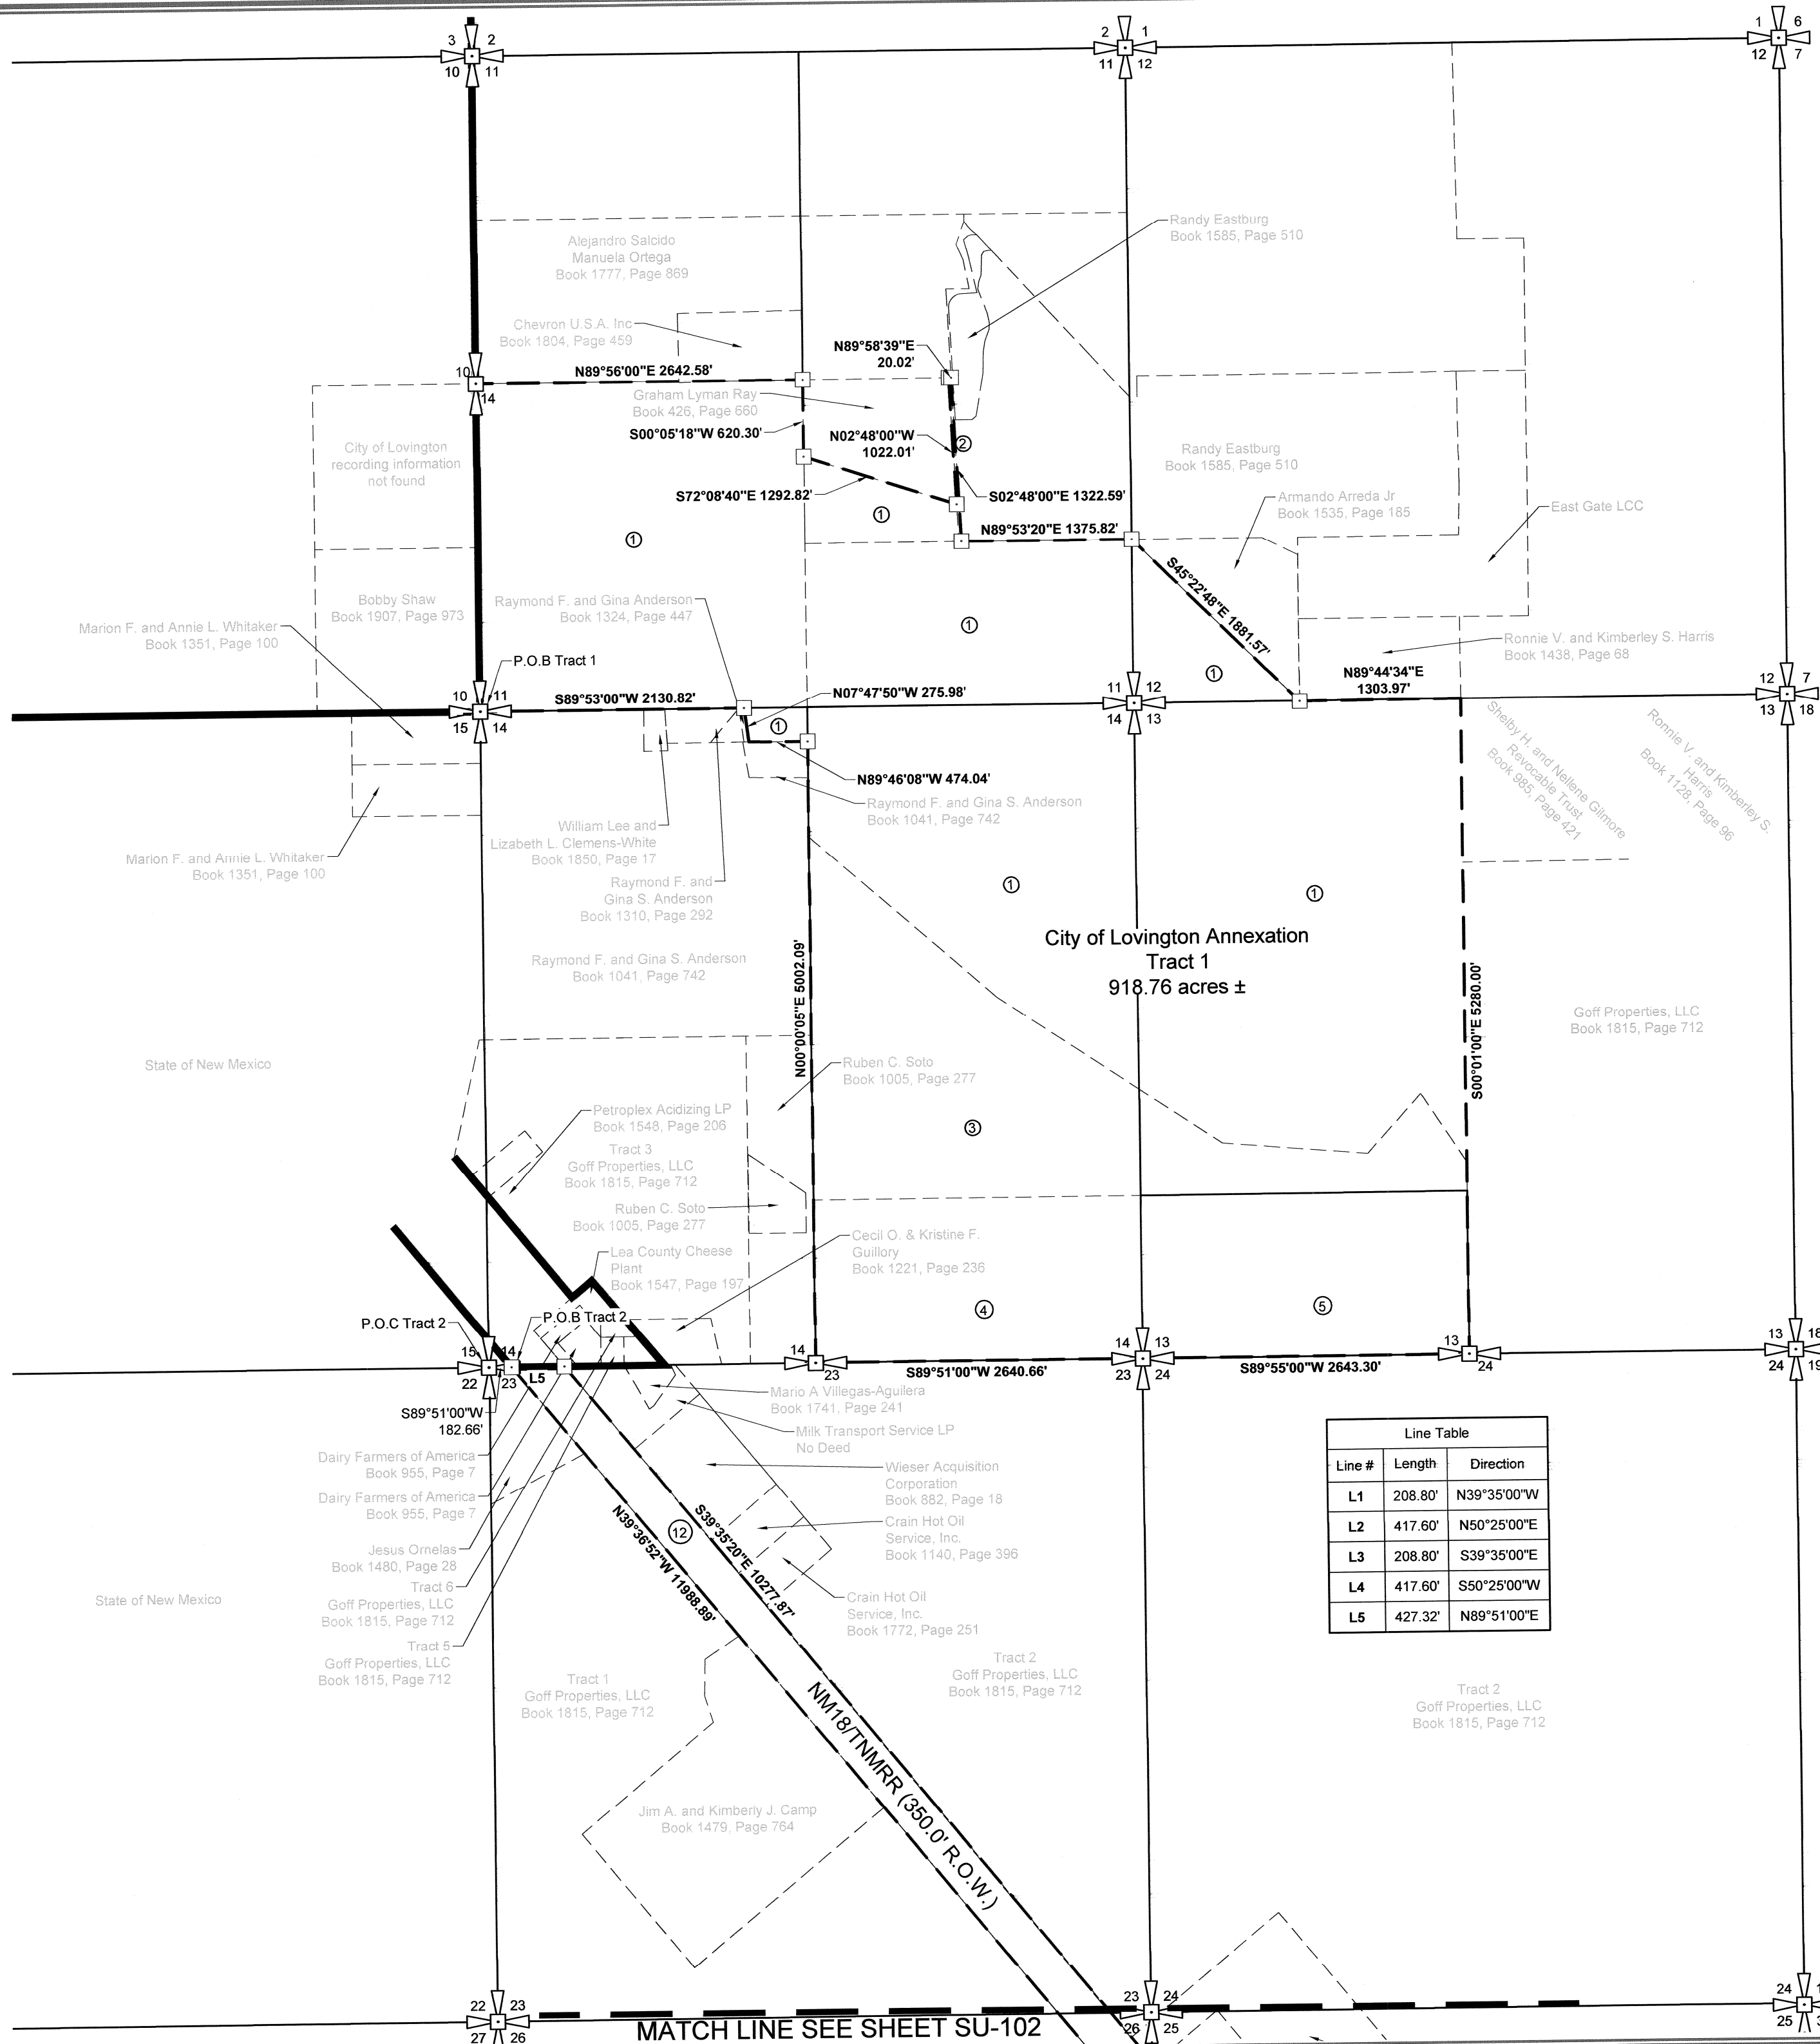 3 2
10 11
2 1
11 12
1 6
12 7
Alejandro Salcido
Manuela Ortega
Book 1777, Page 869
Randy Eastburg
Book 1585, Page 510
Chevron U.S.A. Inc
Book 1804, Page 459
N89°58'39"E
20.02'
10
14
N89°56'00"E 2642.58'
Graham Lyman Ray
Book 426, Page 660
S00°05'18"W 620.30'
N02°48'00"W
1022.01'
2
City of Lovington
recording information
not found
Randy Eastburg
Book 1585, Page 510
S72°08'40"E 1292.82'
S02°48'00"E 1322.59'
Armando Arreda Jr
Book 1535, Page 185
East Gate LCC
1
1
N89°53'20"E 1375.82'
S45°22'48"E 1881.57'
Bobby Shaw
Book 1907, Page 973
Raymond F. and Gina Anderson
Book 1324, Page 447
Marion F. and Annie L. Whitaker
Book 1351, Page 100
1
Ronnie V. and Kimberley S. Harris
Book 1438, Page 68
P.O.B Tract 1
1
N89°44'34"E
1303.97'
10 11
15 14
S89°53'00"W 2130.82'
N07°47'50"W 275.98'
11 12
14 13
12 7
13 18
1
N89°46'08"W 474.04'
Shelby H. and Nellene Gilmore
Revocable Trust
Book 985, Page 421
Ronnie V. and Kimberley S.
Harris
Book 1128, Page 96
Raymond F. and Gina S. Anderson
Book 1041, Page 742
William Lee and
Lizabeth L. Clemens-White
Book 1850, Page 17
Marion F. and Annie L. Whitaker
Book 1351, Page 100
Raymond F. and
Gina S. Anderson
Book 1310, Page 292
1
1
City of Lovington Annexation
Tract 1
918.76 acres ±
Raymond F. and Gina S. Anderson
Book 1041, Page 742
N00°00'05"E 5002.09'
S00°01'00"E 5280.00'
Goff Properties, LLC
Book 1815, Page 712
State of New Mexico
Ruben C. Soto
Book 1005, Page 277
Petroplex Acidizing LP
Book 1548, Page 206
3
Tract 3
Goff Properties, LLC
Book 1815, Page 712
Ruben C. Soto
Book 1005, Page 277
Cecil O. & Kristine F.
Guillory
Book 1221, Page 236
Lea County Cheese
Plant
Book 1547, Page 197
4
5
P.O.C Tract 2
P.O.B Tract 2
15 14
22 23
L5
14
23
S89°51'00"W 2640.66'
14 13
23 24
S89°55'00"W 2643.30'
13
24
13 18
24 19
S89°51'00"W
182.66'
Mario A Villegas-Aguilera
Book 1741, Page 241
Milk Transport Service LP
No Deed
Dairy Farmers of America
Book 955, Page 7
Wieser Acquisition
Corporation
Book 882, Page 18
Dairy Farmers of America
Book 955, Page 7
Crain Hot Oil
Service, Inc.
Book 1140, Page 396
Line Table
Line # Length Direction
L1 208.80' N39°35'00"W
L2 417.60' N50°25'00"E
L3 208.80' S39°35'00"E
L4 417.60' S50°25'00"W
L5 427.32' N89°51'00"E
12
N39°36'52"W 11988.89'
S39°35'20"E 10277.87'
Jesus Ornelas
Book 1480, Page 28
Tract 6
Goff Properties, LLC
Book 1815, Page 712
Crain Hot Oil
Service, Inc.
Book 1772, Page 251
State of New Mexico
Tract 5
Goff Properties, LLC
Book 1815, Page 712
Tract 1
Goff Properties, LLC
Book 1815, Page 712
Tract 2
Goff Properties, LLC
Book 1815, Page 712
Tract 2
Goff Properties, LLC
Book 1815, Page 712
NM18/TNMRR (350.0' R.O.W.)
Jim A. and Kimberly J. Camp
Book 1479, Page 764
22 23
27 26
23 24
26 25
24
25
MATCH LINE SEE SHEET SU-102